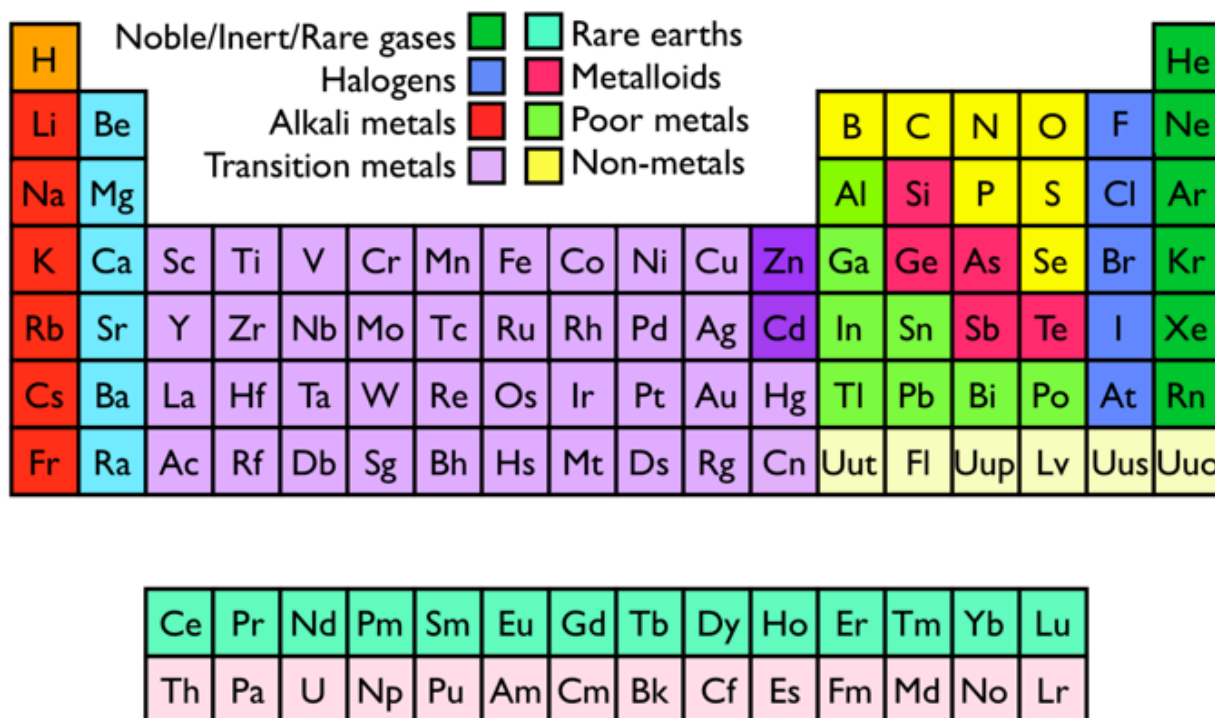 Noble/Inert/Rare gases Rare earths
H Halogens Metalloids He
Li Be Alkali metals Poor metals B C N O F Ne
Transition metals Non-metals
Na Mg Al Si P S Cl Ar
K Ca Sc Ti V Cr Mn Fe Co Ni Cu Zn Ga Ge As Se Br Kr
Rb Sr Y Zr Nb Mo Tc Ru Rh Pd Ag Cd In Sn Sb Te I Xe
Cs Ba La Hf Ta W Re Os Ir Pt Au Hg Tl Pb Bi Po At Rn
Fr Ra Ac Rf Db Sg Bh Hs Mt Ds Rg Cn Uut Fl Uup Lv Uus Uuo
Ce Pr Nd Pm Sm Eu Gd Tb Dy Ho Er Tm Yb Lu
Th Pa U Np Pu Am Cm Bk Cf Es Fm Md No Lr